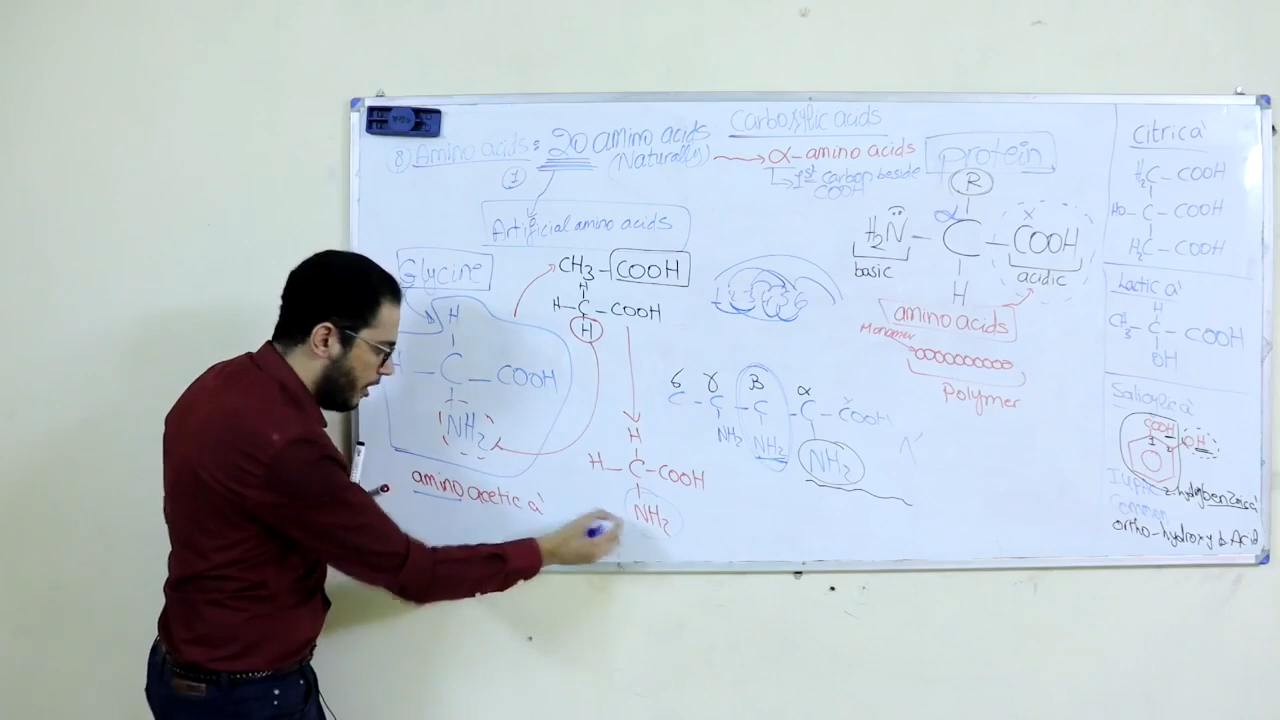 Carboxylic acids
8) Amino acids: 20 amino acids
(Naturally)
α-amino acids
1st carbon beside
COOH
protein
1
Artificial amino acids
R
α
H2N - C - COOH
basic
acidic
H
amino acids
Monomer
Polymer
Glycine
H
C - COOH
NH2
amino acetic a'
CH3 - COOH
H
H - C - COOH
H
H
H - C - COOH
NH2
δ γ β α
C - C - C - C - COOH
NH2 NH2 NH2
Citric a'
H2C - COOH
HO - C - COOH
H2C - COOH
Lactic a'
H
CH3 - C - COOH
OH
Salicylic a'
COOH
OH
1
2
Common
ortho-hydroxy b. Acid